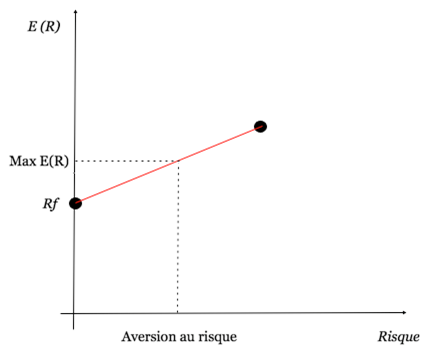 E (R)
Max E(R)
Rf
Aversion au risque
Risque